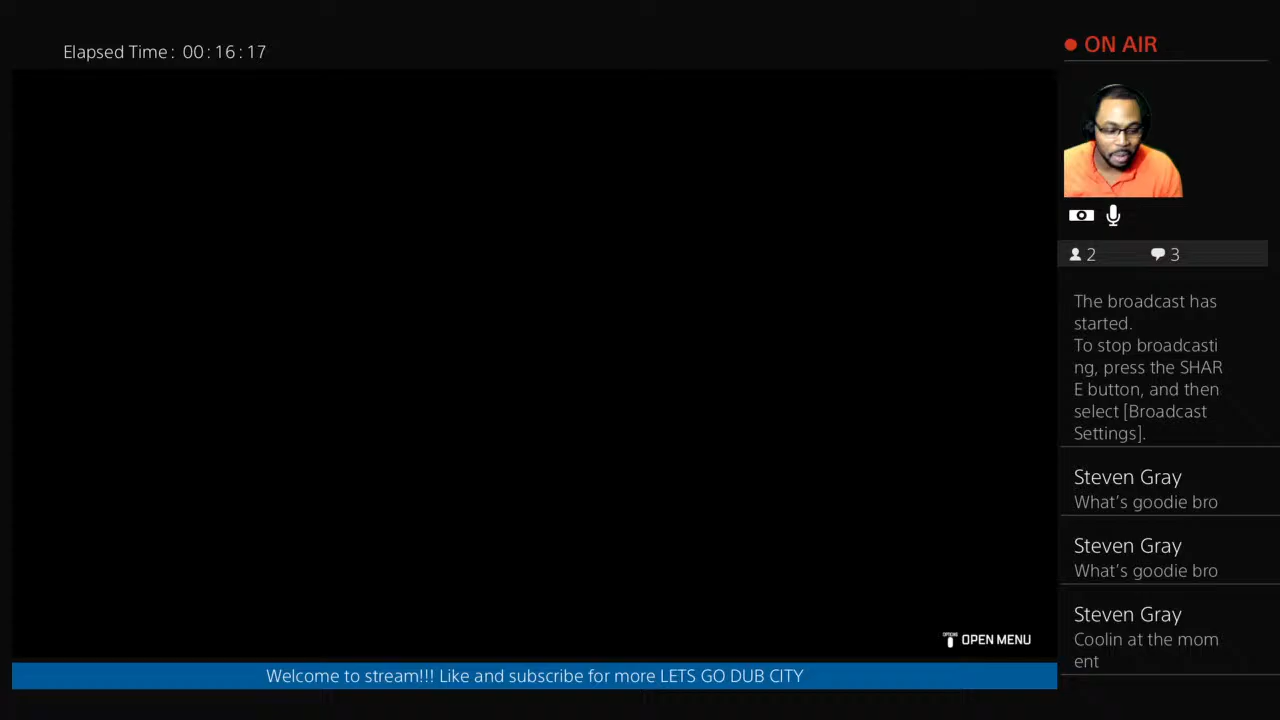 Elapsed Time: 00:16:17
ON AIR
2 3
The broadcast has
started.
To stop broadcasti
ng, press the SHAR
E button, and then
select [Broadcast
Settings].
Steven Gray
What's goodie bro
Steven Gray
What's goodie bro
Steven Gray
Coolin at the mom
ent
OPTIONS OPEN MENU
Welcome to stream!!! Like and subscribe for more LETS GO DUB CITY